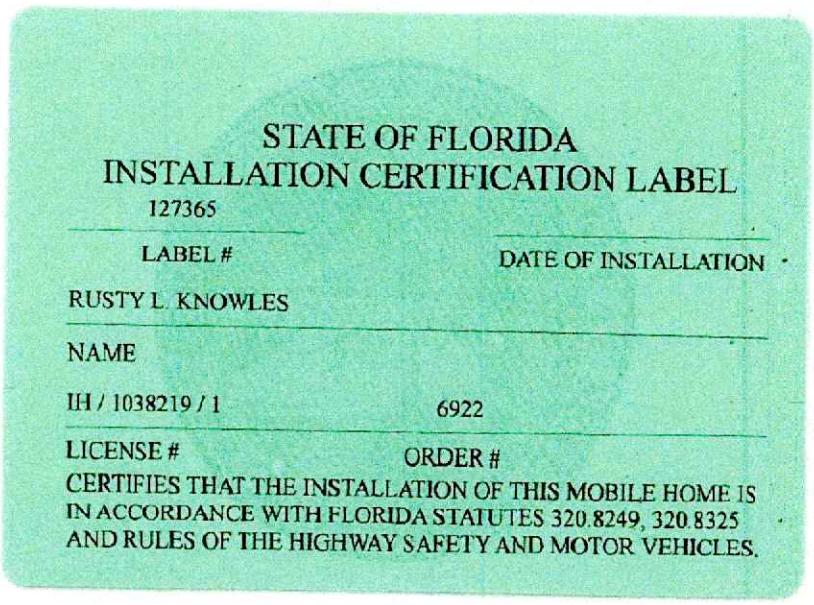 STATE OF FLORIDA
INSTALLATION CERTIFICATION LABEL
127365
LABEL # DATE OF INSTALLATION
RUSTY L. KNOWLES
NAME
IH / 1038219 / 1 6922
LICENSE # ORDER #
CERTIFIES THAT THE INSTALLATION OF THIS MOBILE HOME IS
IN ACCORDANCE WITH FLORIDA STATUTES 320.8249, 320.8325
AND RULES OF THE HIGHWAY SAFETY AND MOTOR VEHICLES.